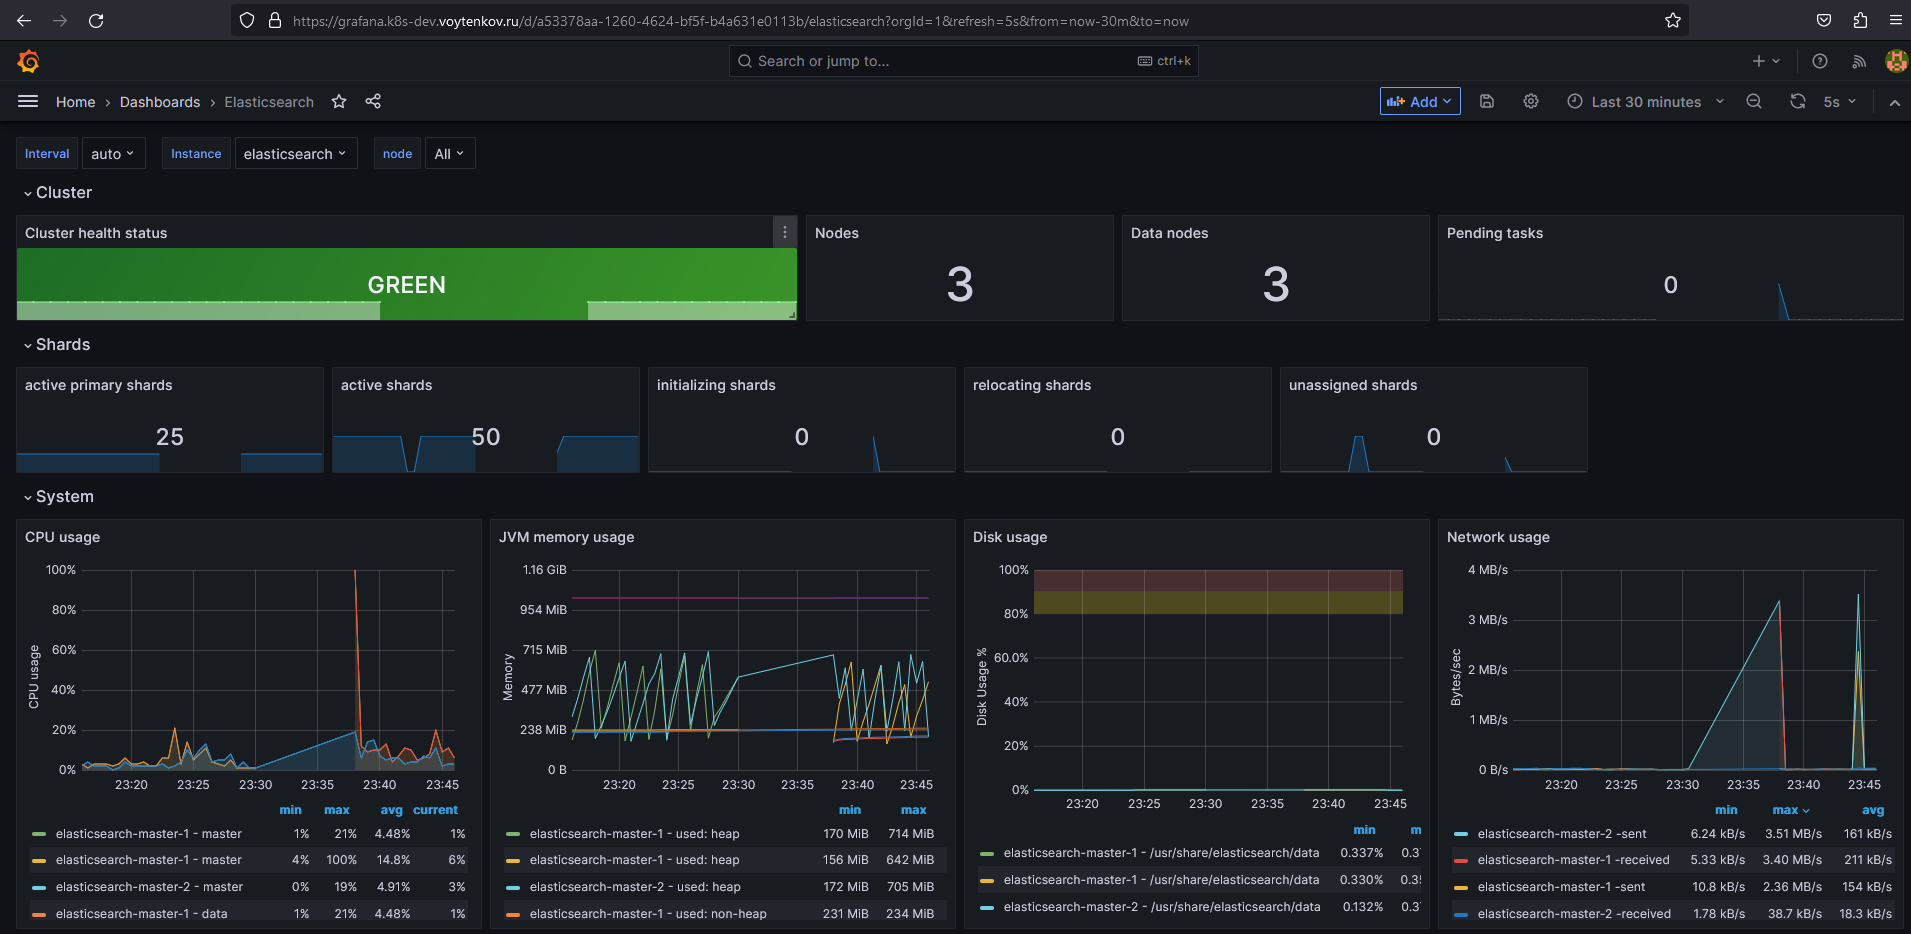 https://grafana.k8s-dev.voytenkov.ru/d/a53378aa-1260-4624-bf5f-b4a631e0113b/elasticsearch?orgId=1&refresh=5s&from=now-30m&to=now
Search or jump to... ctrl+k
Home › Dashboards › Elasticsearch Add Last 30 minutes 5s
Interval auto Instance elasticsearch node All
Cluster
Cluster health status Nodes Data nodes Pending tasks
GREEN 3 3 0
Shards
active primary shards active shards initializing shards relocating shards unassigned shards
25 50 0 0 0
System
CPU usage
CPU usage
100%
80%
60%
40%
20%
0%
23:20 23:25 23:30 23:35 23:40 23:45
min max avg current
elasticsearch-master-1 - master 1% 21% 4.48% 1%
elasticsearch-master-1 - master 4% 100% 14.8% 6%
elasticsearch-master-2 - master 0% 19% 4.91% 3%
elasticsearch-master-1 - data 1% 21% 4.48% 1%
JVM memory usage
Memory
1.16 GiB
954 MiB
715 MiB
477 MiB
238 MiB
0 B
23:20 23:25 23:30 23:35 23:40 23:45
min max
elasticsearch-master-1 - used: heap 170 MiB 714 MiB
elasticsearch-master-1 - used: heap 156 MiB 642 MiB
elasticsearch-master-2 - used: heap 172 MiB 705 MiB
elasticsearch-master-1 - used: non-heap 231 MiB 234 MiB
Disk usage
Disk Usage %
100%
80%
60.0%
40%
20%
0%
23:20 23:25 23:30 23:35 23:40 23:45
min m
elasticsearch-master-1 - /usr/share/elasticsearch/data 0.337% 0.3
elasticsearch-master-1 - /usr/share/elasticsearch/data 0.330% 0.3
elasticsearch-master-2 - /usr/share/elasticsearch/data 0.132% 0.3
Network usage
Bytes/sec
4 MB/s
3 MB/s
2 MB/s
1 MB/s
0 B/s
23:20 23:25 23:30 23:35 23:40 23:45
min max avg
elasticsearch-master-2 -sent 6.24 kB/s 3.51 MB/s 161 kB/s
elasticsearch-master-1 -received 5.33 kB/s 3.40 MB/s 211 kB/s
elasticsearch-master-1 -sent 10.8 kB/s 2.36 MB/s 154 kB/s
elasticsearch-master-2 -received 1.78 kB/s 38.7 kB/s 18.3 kB/s